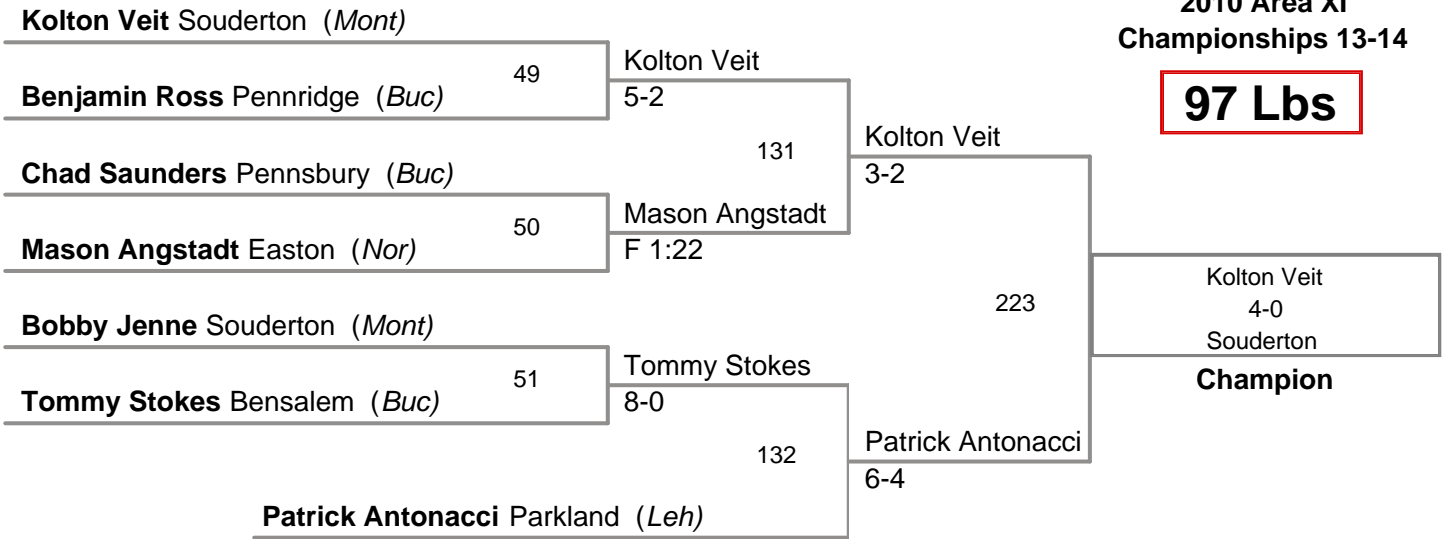 2010 Area XI
Championships 13-14
97 Lbs
Kolton Veit Souderton (Mont)
49
Benjamin Ross Pennridge (Buc)
Kolton Veit
5-2
131
Chad Saunders Pennsbury (Buc)
50
Mason Angstadt Easton (Nor)
Mason Angstadt
F 1:22
Kolton Veit
3-2
223
Bobby Jenne Souderton (Mont)
51
Tommy Stokes Bensalem (Buc)
Tommy Stokes
8-0
132
Patrick Antonacci Parkland (Leh)
Patrick Antonacci
6-4
Kolton Veit
4-0
Souderton
Champion